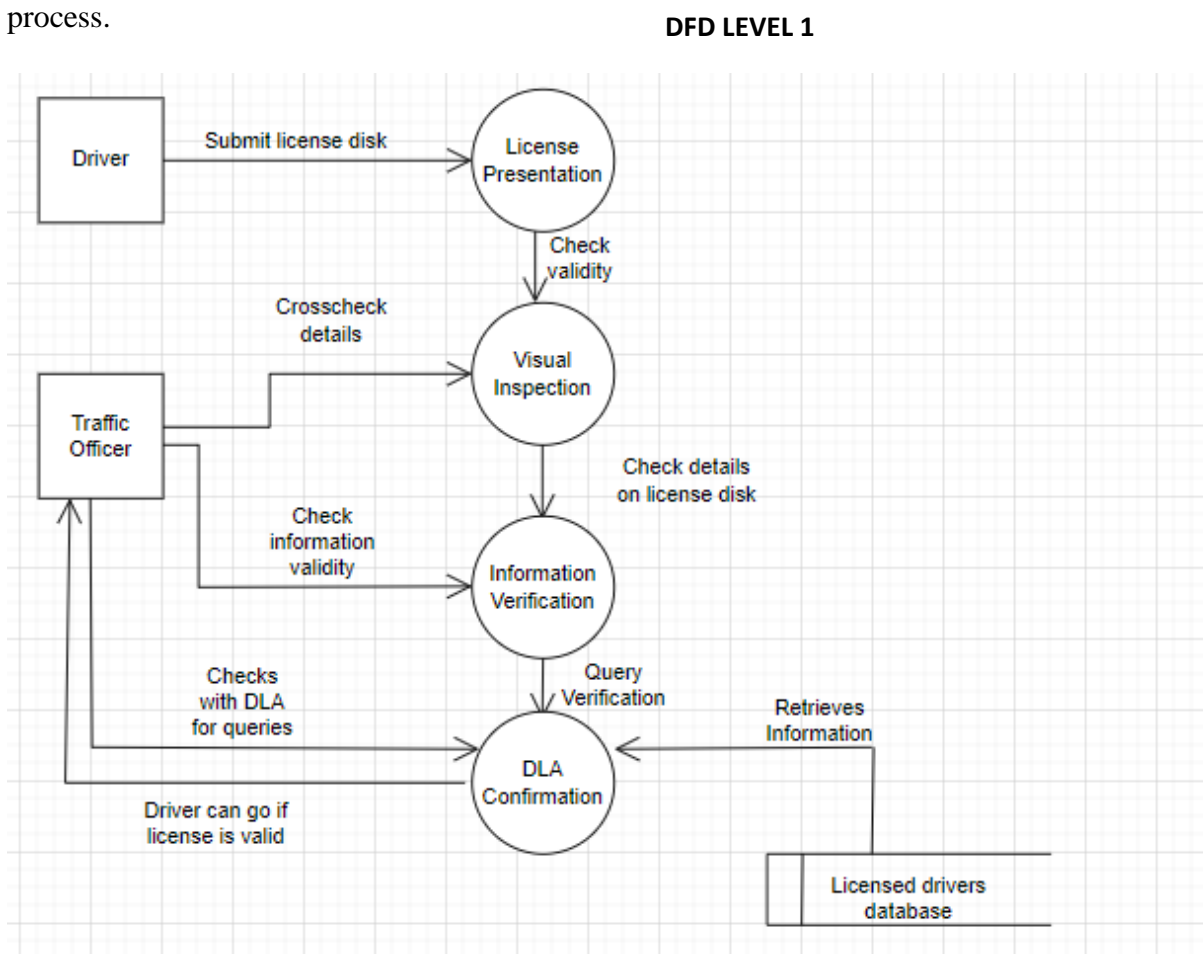 process.
DFD LEVEL 1
Driver
Submit license disk
License
Presentation
Check
validity
Crosscheck
details
Visual
Inspection
Traffic
Officer
Check details
on license disk
Check
information
validity
Information
Verification
Checks
with DLA
for queries
Query
Verification
Retrieves
Information
DLA
Confirmation
Driver can go if
license is valid
Licensed drivers
database